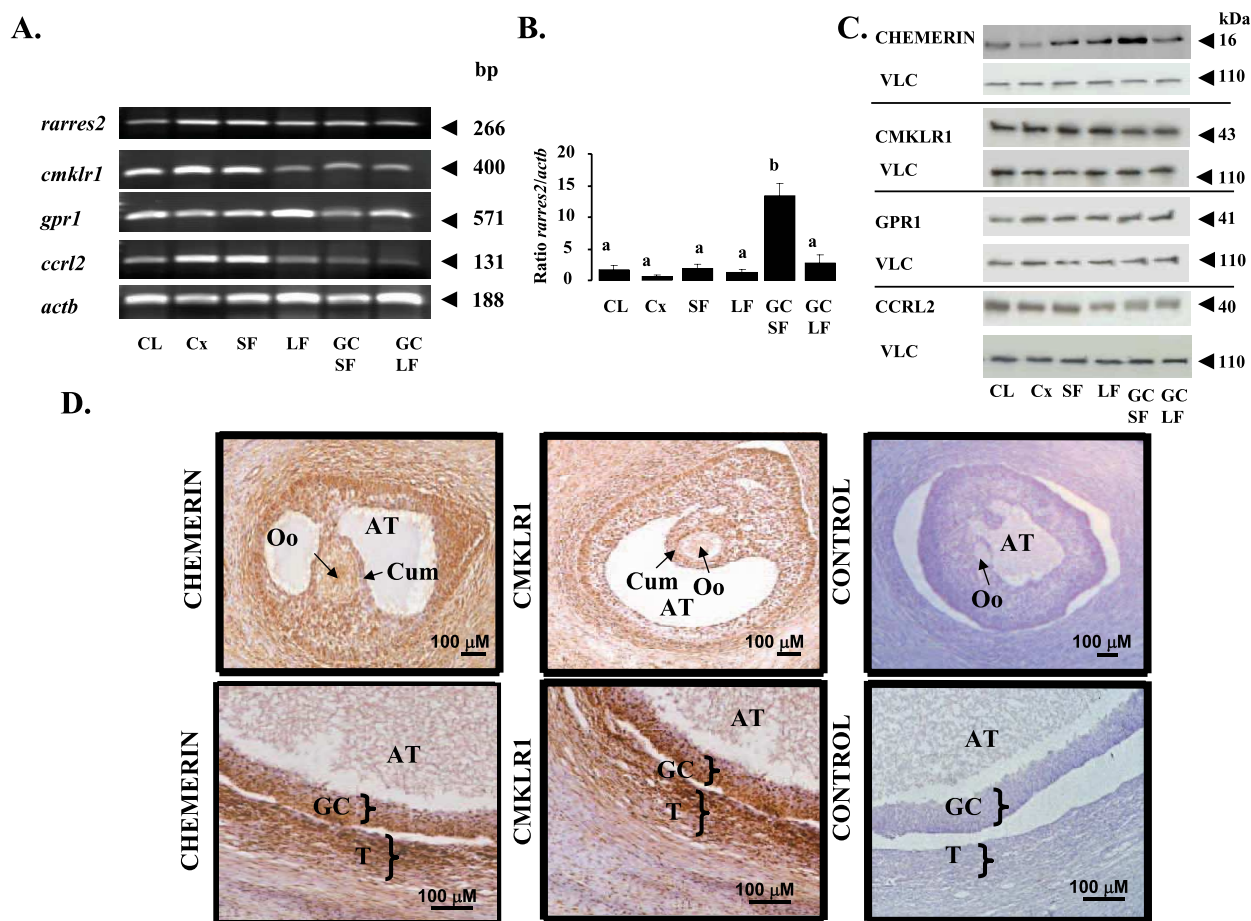 A.
bp
rarres2
266
cmklr1
400
gpr1
571
ccrl2
131
actb
188
CL Cx SF LF GC SF GC LF
B.
Ratio rarres2/actb
20
15
10
5
0
a a a a b a
CL Cx SF LF GC SF GC LF
C.
kDa
CHEMERIN 16
VLC 110
CMKLR1 43
VLC 110
GPR1 41
VLC 110
CCRL2 40
VLC 110
CL Cx SF LF GC SF GC LF
D.
CHEMERIN
Oo
AT
Cum
100 µM
CMKLR1
Cum
Oo
AT
100 µM
CONTROL
AT
Oo
100 µM
CHEMERIN
AT
GC
T
100 µM
CMKLR1
AT
GC
T
100 µM
CONTROL
AT
GC
T
100 µM